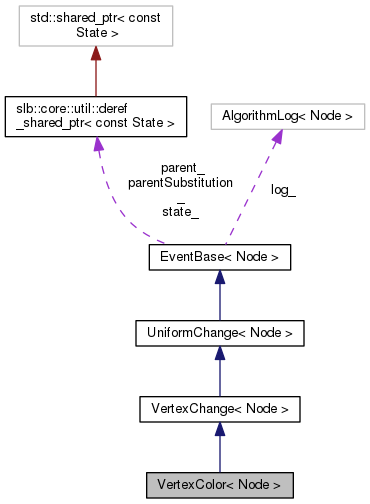 std::shared_ptr< const
State >
slb::core::util::deref
_shared_ptr< const State >
AlgorithmLog< Node >
parent_
parentSubstitution
_
state_
log_
EventBase< Node >
UniformChange< Node >
VertexChange< Node >
VertexColor< Node >